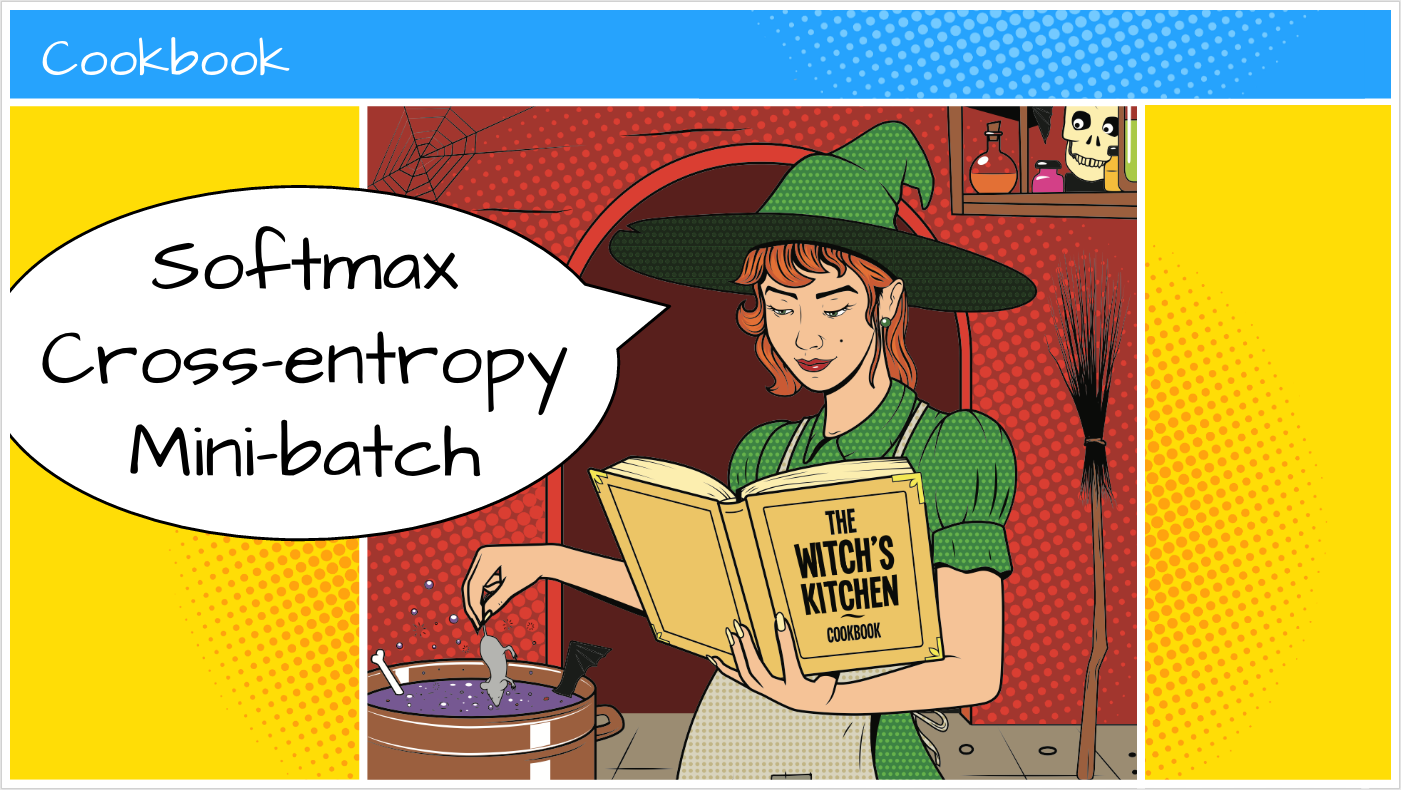 Cookbook
Softmax
Cross-entropy
Mini-batch
THE
WITCH'S
KITCHEN
COOKBOOK